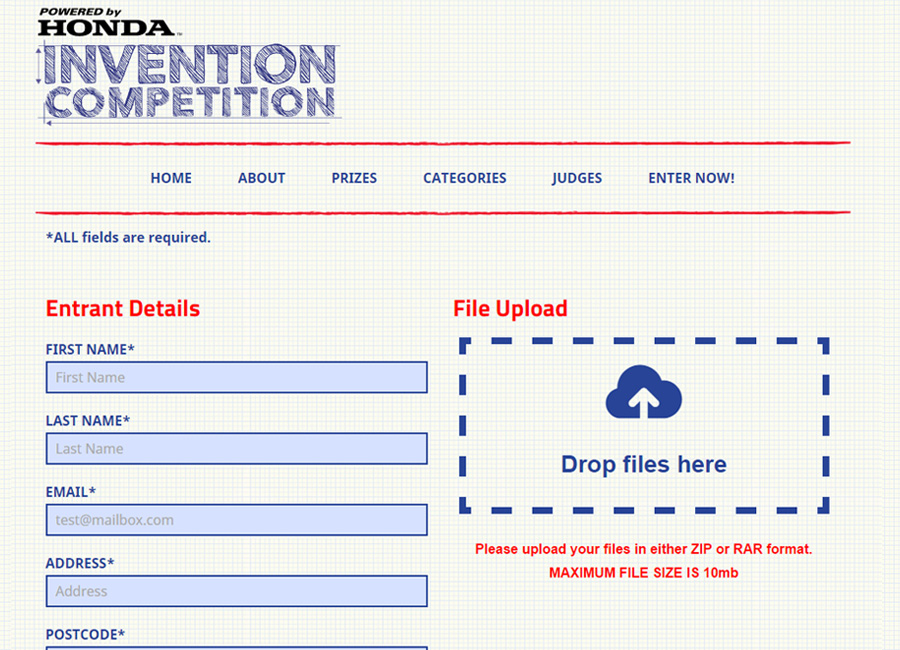 POWERED by
HONDA™
INVENTION
COMPETITION
HOME ABOUT PRIZES CATEGORIES JUDGES ENTER NOW!
*ALL fields are required.
Entrant Details
FIRST NAME*
First Name
LAST NAME*
Last Name
EMAIL*
test@mailbox.com
ADDRESS*
Address
POSTCODE*
File Upload
Drop files here
Please upload your files in either ZIP or RAR format.
MAXIMUM FILE SIZE IS 10mb